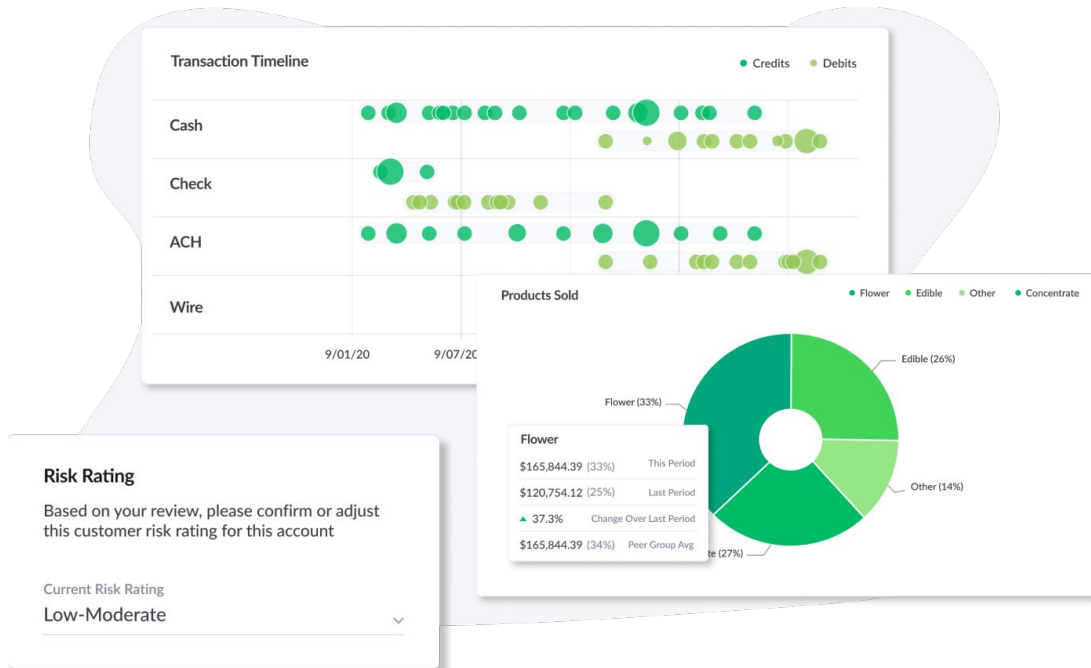 Transaction Timeline
Credits
Debits
Cash
Check
ACH
Wire
9/01/20
9/07/20
Products Sold
Flower
Edible
Other
Concentrate
Edible (26%)
Flower (33%)
Other (14%)
te (27%)
Flower
$165,844.39 (33%) This Period
$120,754.12 (25%) Last Period
37.3% Change Over Last Period
$165,844.39 (34%) Peer Group Avg
Risk Rating
Based on your review, please confirm or adjust
this customer risk rating for this account
Current Risk Rating
Low-Moderate